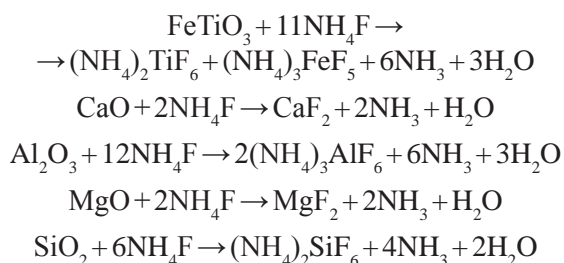 FeTiO₃ + 11NH₄F →
→ (NH₄)₂TiF₆ + (NH₄)₃FeF₅ + 6NH₃ + 3H₂O
CaO + 2NH₄F → CaF₂ + 2NH₃ + H₂O
Al₂O₃ + 12NH₄F → 2(NH₄)₃AlF₆ + 6NH₃ + 3H₂O
MgO + 2NH₄F → MgF₂ + 2NH₃ + H₂O
SiO₂ + 6NH₄F → (NH₄)₂SiF₆ + 4NH₃ + 2H₂O